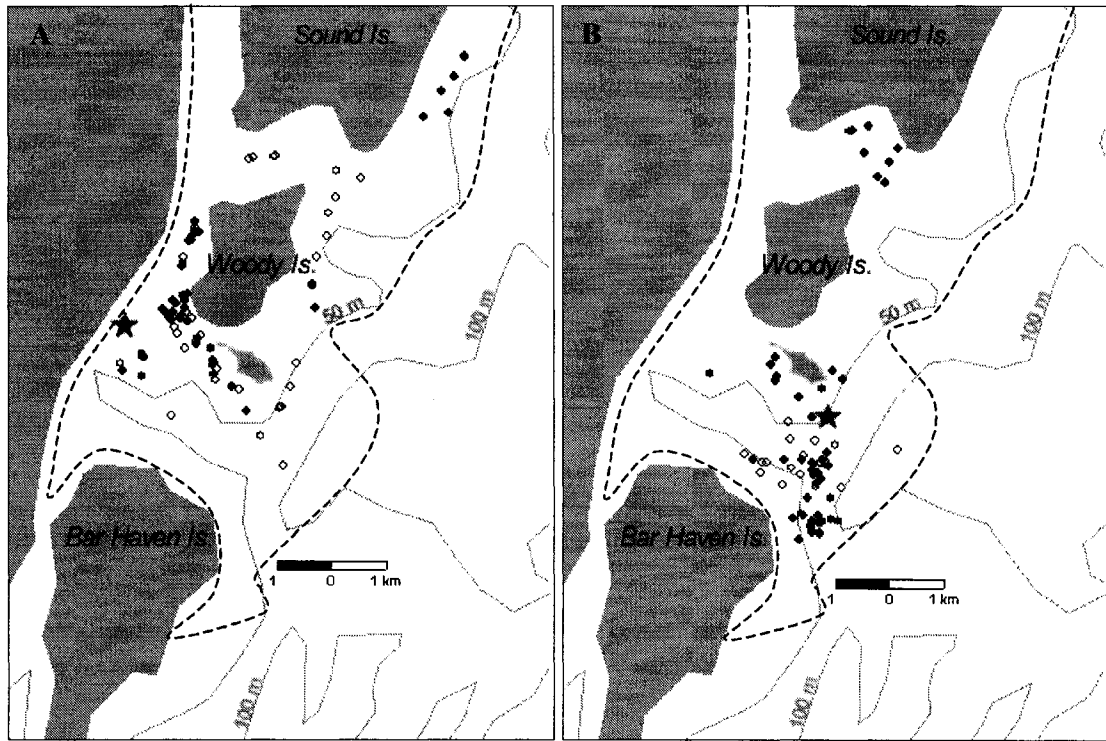 A
Sound Is.
Woody Is.
50 m
100 m
Bar Haven Is.
1 0 1 km
100 m
B
Sound Is.
Woody Is.
50 m
100 m
Bar Haven Is.
1 0 1 km
100 m